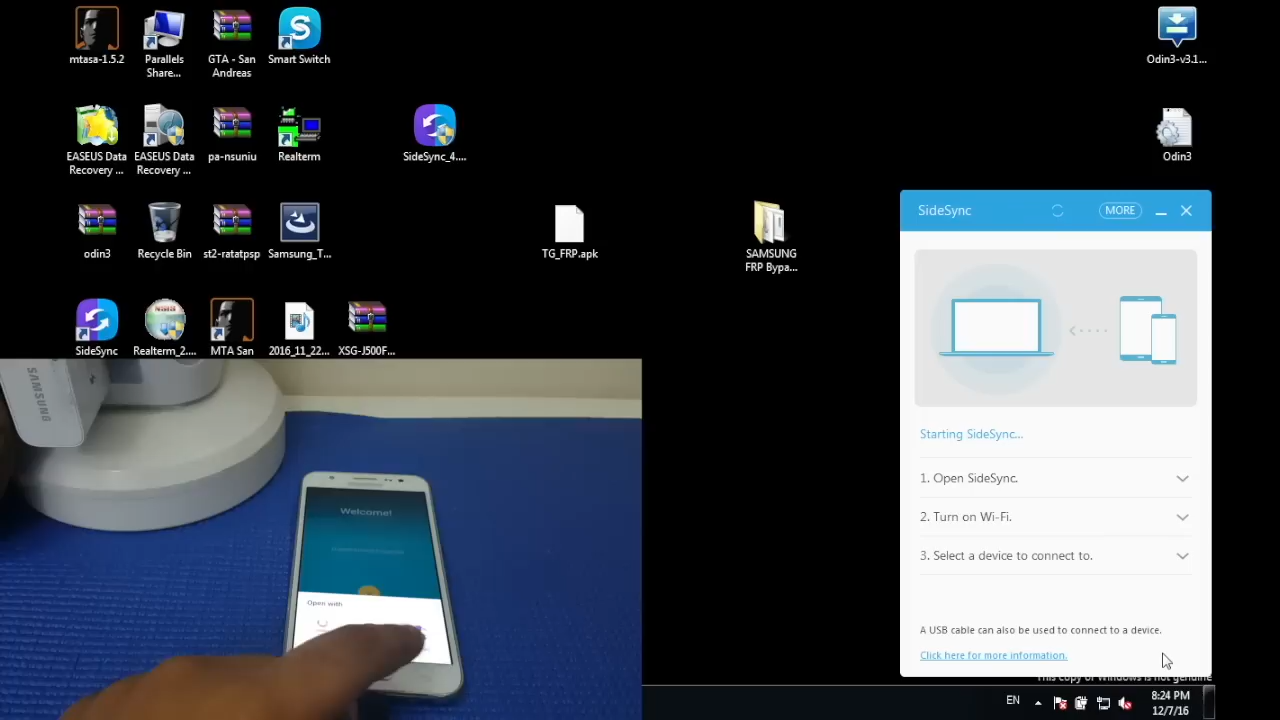 mtasa-1.5.2
Parallels
Share...
GTA - San
Andreas
Smart Switch
Odin3-v3.1...
EASEUS Data
Recovery ...
EASEUS Data
Recovery ...
pa-nsuniu
Realterm
SideSync_4....
Odin3
odin3
Recycle Bin
st2-ratatpsp
Samsung_T...
TG_FRP.apk
SAMSUNG
FRP Bypa...
SideSync
Realterm_2....
MTA San
2016_11_22...
XSG-J500F...
SideSync
MORE
Starting SideSync...
1. Open SideSync.
2. Turn on Wi-Fi.
3. Select a device to connect to.
A USB cable can also be used to connect to a device.
Click here for more information.
This copy of Windows is not genuine
EN
8:24 PM
12/7/16
SAMSUNG
Welcome!
Open with